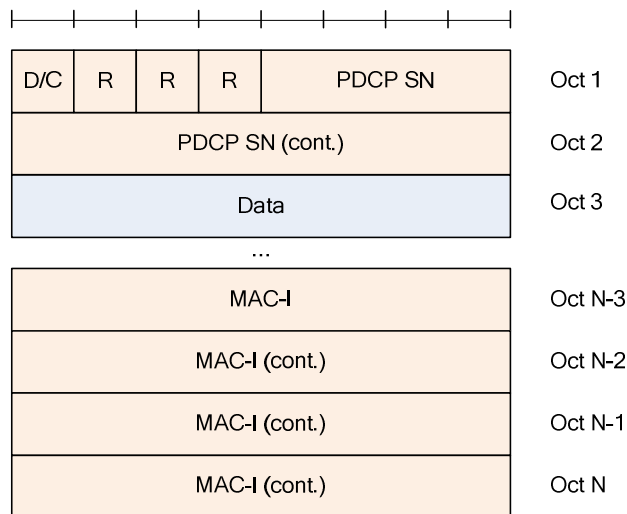 D/C R R R PDCP SN Oct 1
PDCP SN (cont.) Oct 2
Data Oct 3
...
MAC-I Oct N-3
MAC-I (cont.) Oct N-2
MAC-I (cont.) Oct N-1
MAC-I (cont.) Oct N